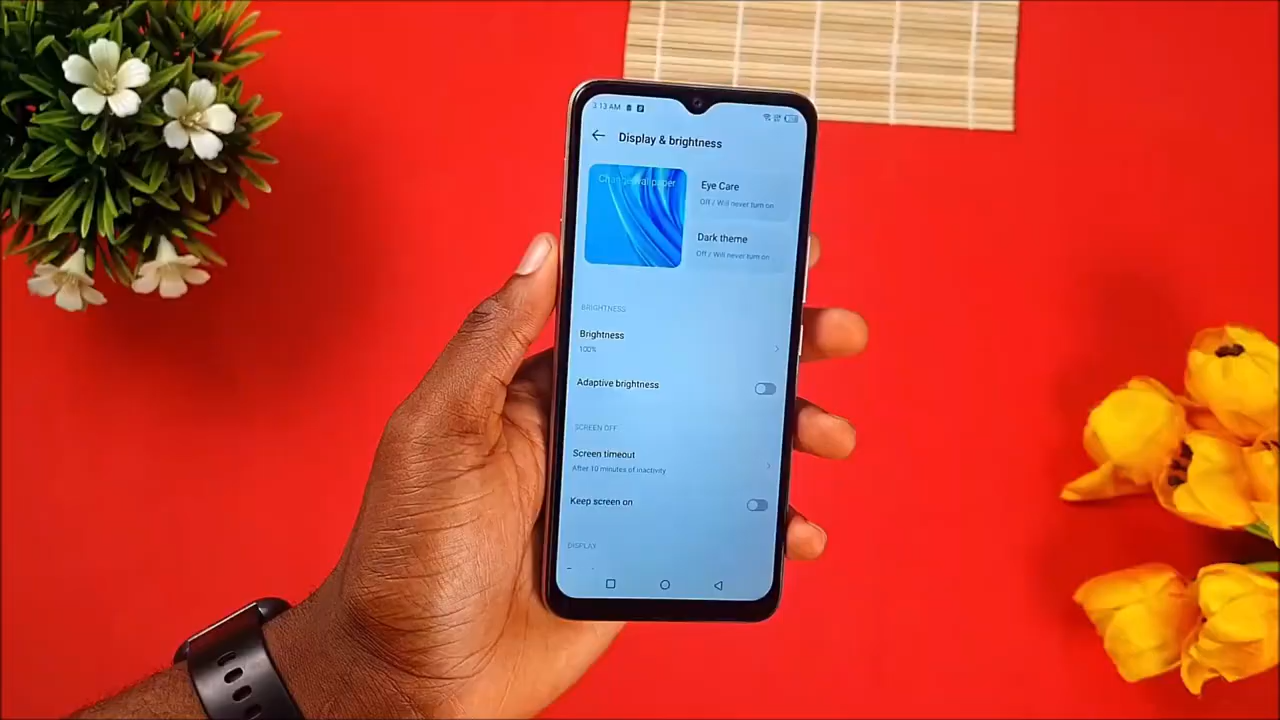 3:13 AM
Display & brightness
Change wallpaper
Eye Care
Off / Will never turn on
Dark theme
Off / Will never turn on
BRIGHTNESS
Brightness
100%
Adaptive brightness
SCREEN OFF
Screen timeout
After 10 minutes of inactivity
Keep screen on
DISPLAY